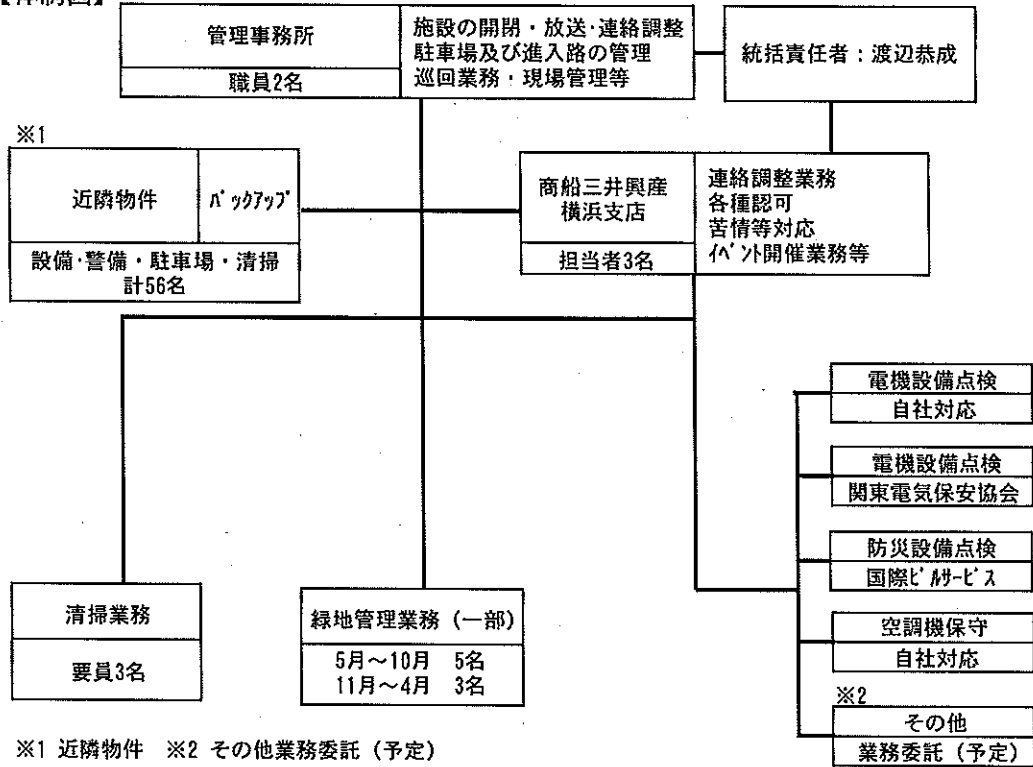 【体制図】
管理事務所
職員2名
施設の開閉・放送・連絡調整
駐車場及び進入路の管理
巡回業務・現場管理等
統括責任者：渡辺恭成
※1
近隣物件
ﾊﾞｯｸｱｯﾌﾟ
設備・警備・駐車場・清掃
計56名
商船三井興産
横浜支店
担当者3名
連絡調整業務
各種認可
苦情等対応
ｲﾍﾞﾝﾄ開催業務等
電機設備点検
自社対応
電機設備点検
関東電気保安協会
防災設備点検
国際ﾋﾞﾙｻｰﾋﾞｽ
空調機保守
自社対応
※2
その他
業務委託（予定）
清掃業務
要員3名
緑地管理業務（一部）
5月～10月 5名
11月～4月 3名
※1 近隣物件 ※2 その他業務委託（予定）